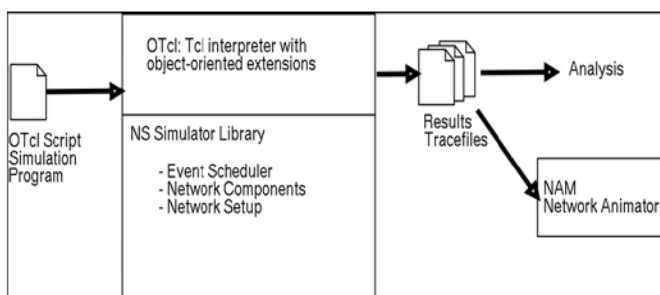 OTcl Script
Simulation
Program
OTcl: Tcl interpreter with
object-oriented extensions
NS Simulator Library
- Event Scheduler
- Network Components
- Network Setup
Results
Tracefiles
Analysis
NAM
Network Animator